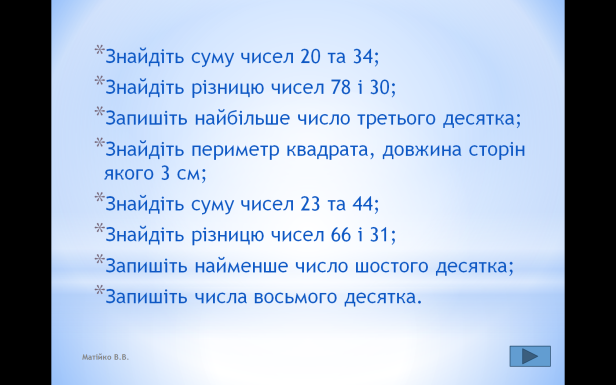 *Знайдіть суму чисел 20 та 34;
*Знайдіть різницю чисел 78 і 30;
*Запишіть найбільше число третього десятка;
*Знайдіть периметр квадрата, довжина сторін
якого 3 см;
*Знайдіть суму чисел 23 та 44;
*Знайдіть різницю чисел 66 і 31;
*Запишіть найменше число шостого десятка;
*Запишіть числа восьмого десятка.
Матійко В.В.